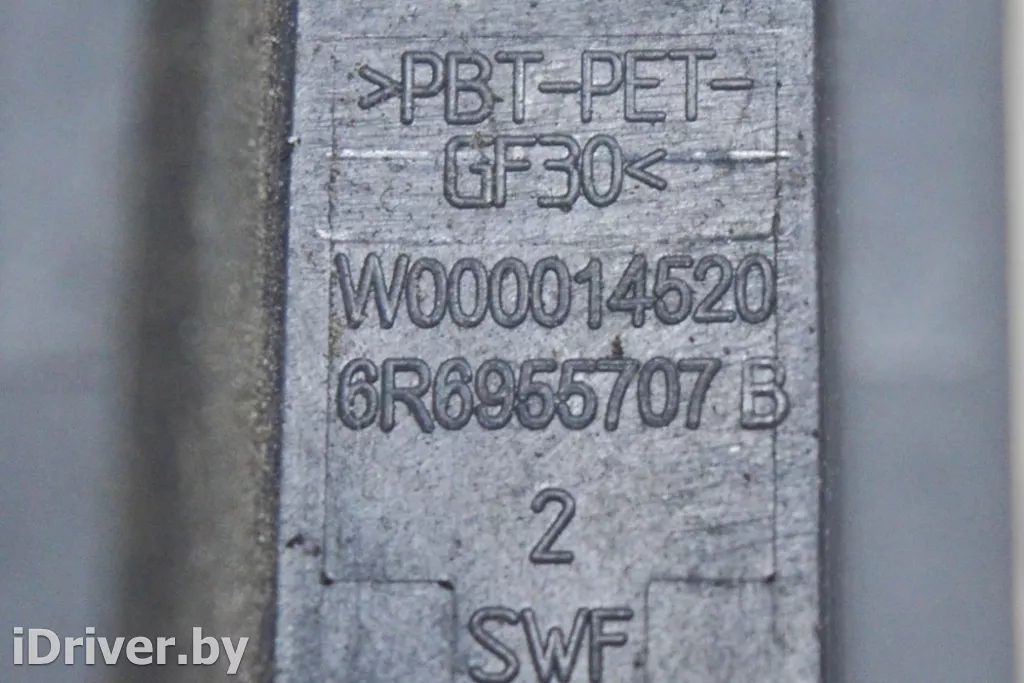 >PBT-PET-
GF30<
W000014520
6R6955707 B
2
SWF
iDriver.by